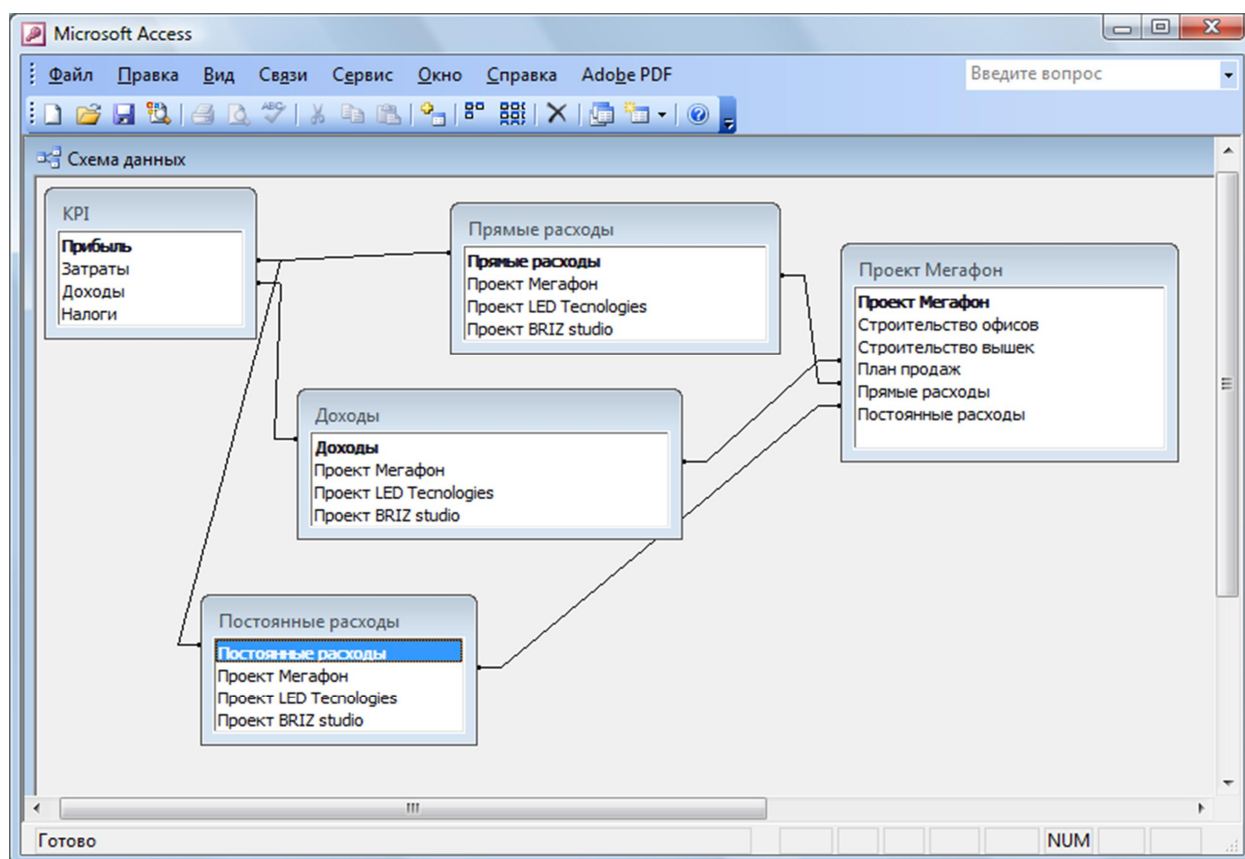 Microsoft Access
Файл Правка Вид Связи Сервис Окно Справка Adobe PDF Введите вопрос
Схема данных
KPI
Прибыль
Затраты
Доходы
Налоги
Прямые расходы
Прямые расходы
Проект Мегафон
Проект LED Tecnologies
Проект BRIZ studio
Проект Мегафон
Проект Мегафон
Строительство офисов
Строительство вышек
План продаж
Прямые расходы
Постоянные расходы
Доходы
Доходы
Проект Мегафон
Проект LED Tecnologies
Проект BRIZ studio
Постоянные расходы
Постоянные расходы
Проект Мегафон
Проект LED Tecnologies
Проект BRIZ studio
Готово NUM